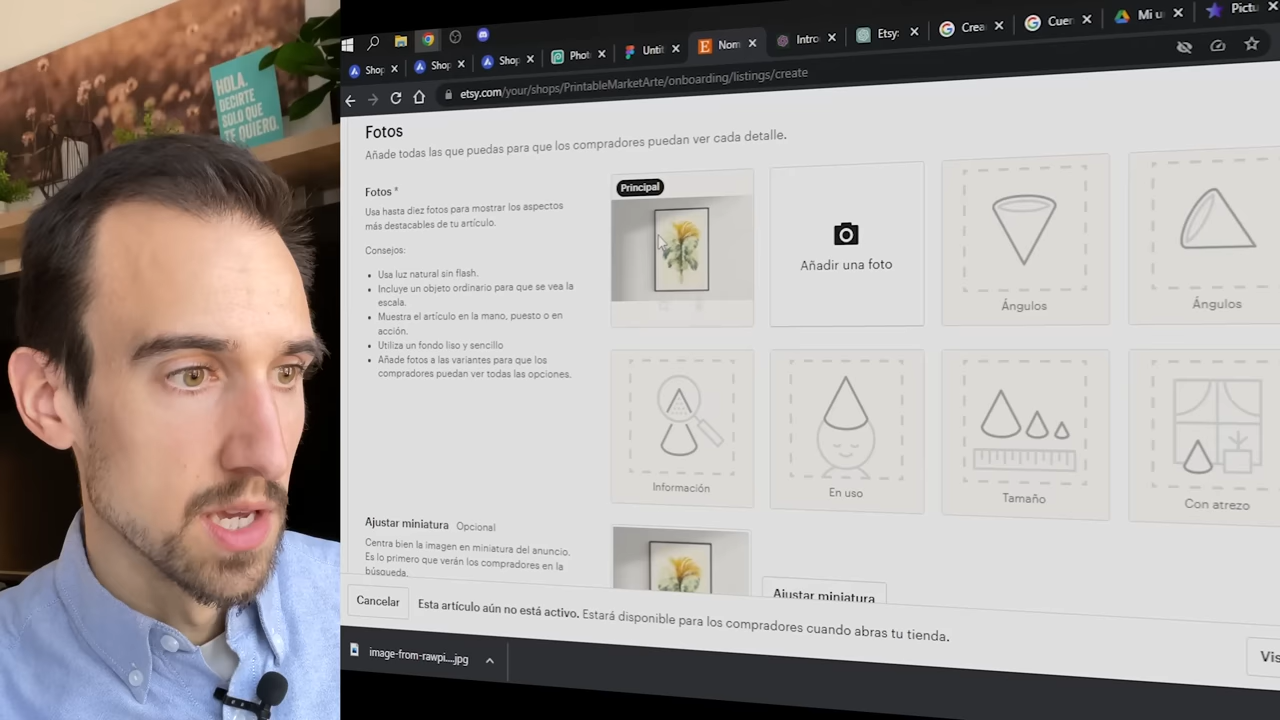 HOLA.
DECIRTE
SOLO QUE
TE QUIERO.
Shop
Shop
Shop
Phot
Unti
Nom
Intro
Etsy:
Crea
Cuen
Mi u
Pictu
etsy.com/your/shops/PrintableMarketArte/onboarding/listings/create
Fotos
Añade todas las que puedas para que los compradores puedan ver cada detalle.
Fotos *
Usa hasta diez fotos para mostrar los aspectos
más destacables de tu artículo.
Consejos:
Usa luz natural sin flash.
Incluye un objeto ordinario para que se vea la
escala.
Muestra el artículo en la mano, puesto o en
acción.
Utiliza un fondo liso y sencillo
Añade fotos a las variantes para que los
compradores puedan ver todas las opciones.
Principal
Añadir una foto
Ángulos
Ángulos
Información
En uso
Tamaño
Con atrezo
Ajustar miniatura Opcional
Centra bien la imagen en miniatura del anuncio.
Es lo primero que verán los compradores en la
búsqueda.
Ajustar miniatura
Cancelar
Esta artículo aún no está activo. Estará disponible para los compradores cuando abras tu tienda.
Vis
image-from-rawpi....jpg